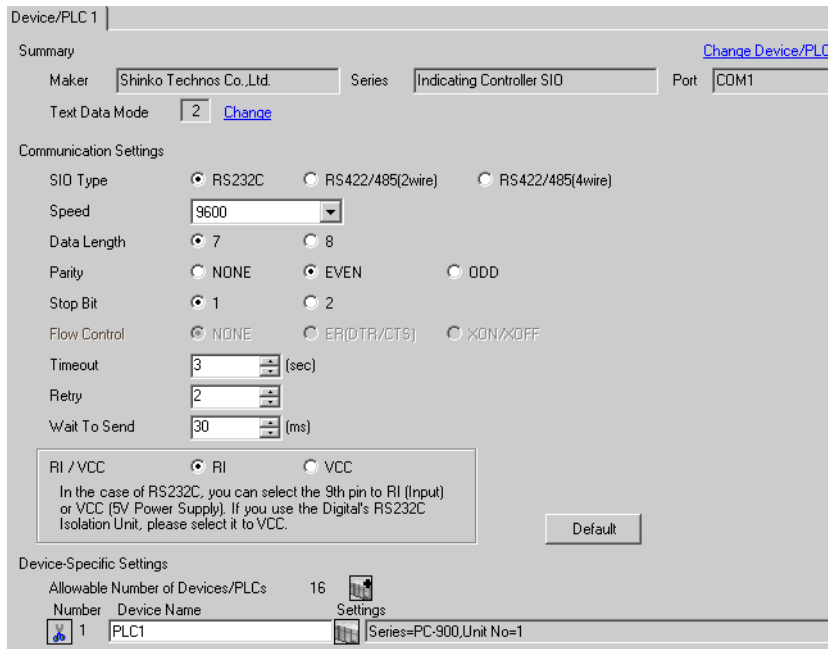 Device/PLC 1
Summary Change Device/PLC
Maker Shinko Technos Co.,Ltd. Series Indicating Controller SIO Port COM1
Text Data Mode 2 Change
Communication Settings
SIO Type RS232C RS422/485(2wire) RS422/485(4wire)
Speed 9600
Data Length 7 8
Parity NONE EVEN ODD
Stop Bit 1 2
Flow Control NONE ER(DTR/CTS) XON/XOFF
Timeout 3 (sec)
Retry 2
Wait To Send 30 (ms)
RI / VCC RI VCC
In the case of RS232C, you can select the 9th pin to RI (Input)
or VCC (5V Power Supply). If you use the Digital's RS232C
Isolation Unit, please select it to VCC.
Default
Device-Specific Settings
Allowable Number of Devices/PLCs 16
Number Device Name Settings
1 PLC1 Series=PC-900,Unit No=1